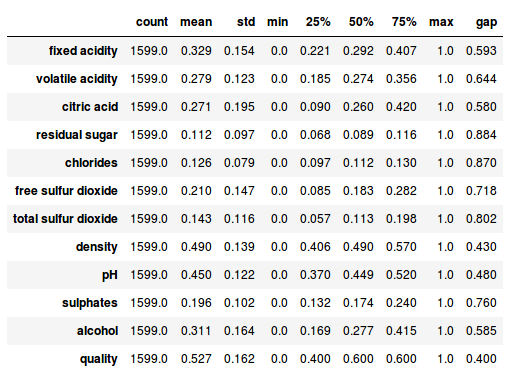 count mean std min 25% 50% 75% max gap
fixed acidity 1599.0 0.329 0.154 0.0 0.221 0.292 0.407 1.0 0.593
volatile acidity 1599.0 0.279 0.123 0.0 0.185 0.274 0.356 1.0 0.644
citric acid 1599.0 0.271 0.195 0.0 0.090 0.260 0.420 1.0 0.580
residual sugar 1599.0 0.112 0.097 0.0 0.068 0.089 0.116 1.0 0.884
chlorides 1599.0 0.126 0.079 0.0 0.097 0.112 0.130 1.0 0.870
free sulfur dioxide 1599.0 0.210 0.147 0.0 0.085 0.183 0.282 1.0 0.718
total sulfur dioxide 1599.0 0.143 0.116 0.0 0.057 0.113 0.198 1.0 0.802
density 1599.0 0.490 0.139 0.0 0.406 0.490 0.570 1.0 0.430
pH 1599.0 0.450 0.122 0.0 0.370 0.449 0.520 1.0 0.480
sulphates 1599.0 0.196 0.102 0.0 0.132 0.174 0.240 1.0 0.760
alcohol 1599.0 0.311 0.164 0.0 0.169 0.277 0.415 1.0 0.585
quality 1599.0 0.527 0.162 0.0 0.400 0.600 0.600 1.0 0.400